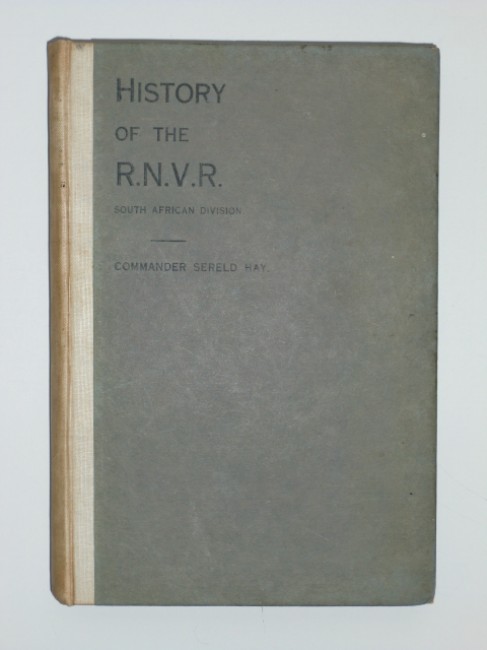 HISTORY
OF THE
R.N.V.R.
SOUTH AFRICAN DIVISION
COMMANDER SERELD HAY.